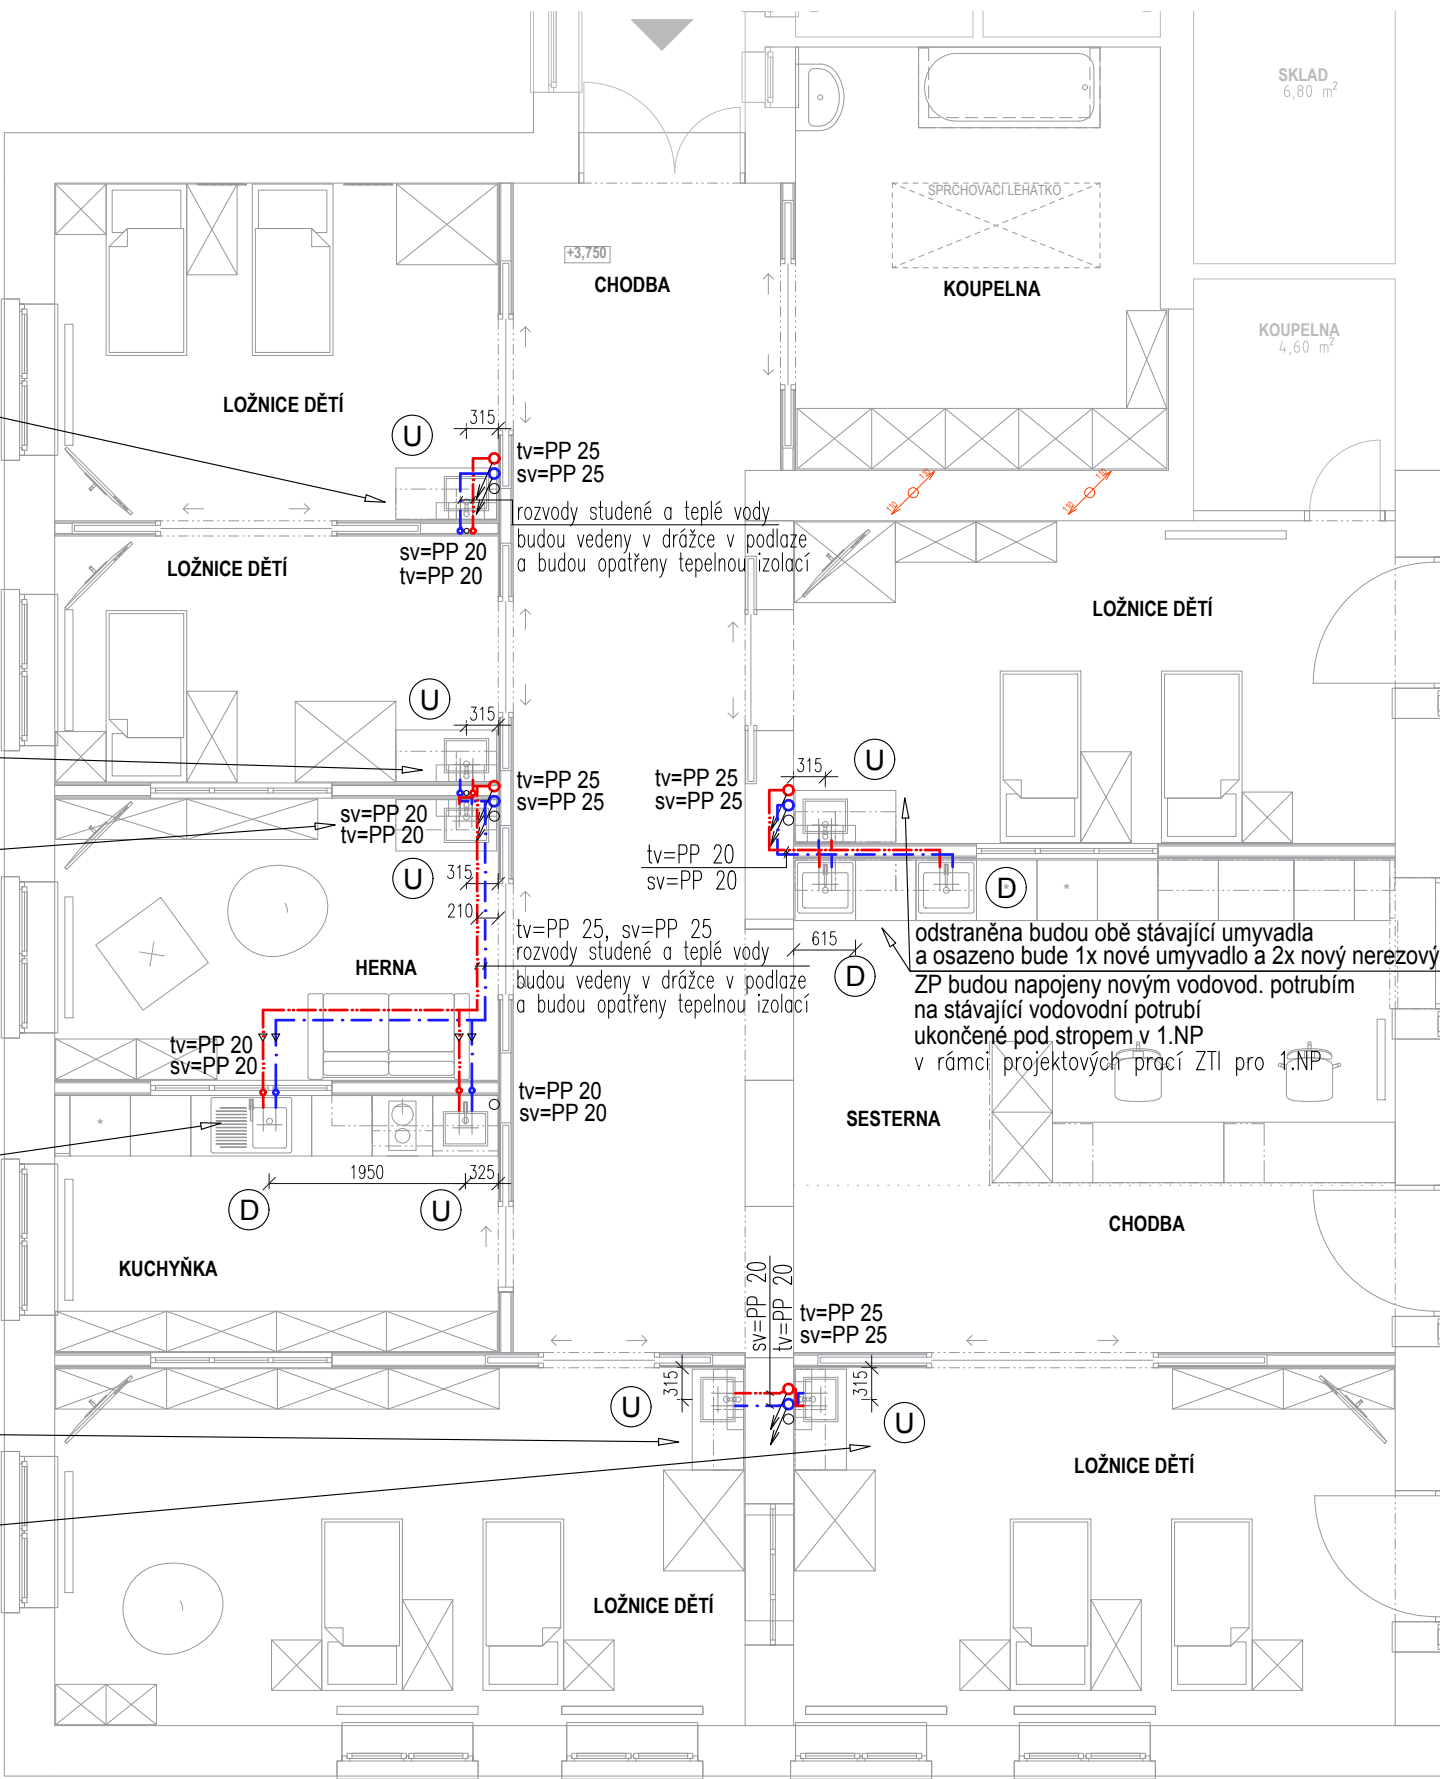 SKLAD
6,80 m²
SPRCHOVACÍ LEHÁTKO
+3,750
CHODBA
KOUPELNA
KOUPELNA
4,60 m²
LOŽNICE DĚTÍ
315
U
tv=PP 25
sv=PP 25
110
110
110
110
rozvody studené a teplé vody
budou vedeny v drážce v podlaze
a budou opatřeny tepelnou izolací
sv=PP 20
tv=PP 20
LOŽNICE DĚTÍ
LOŽNICE DĚTÍ
U
315
tv=PP 25
sv=PP 25
tv=PP 25
sv=PP 25
315
U
sv=PP 20
tv=PP 20
U
315
210
tv=PP 20
sv=PP 20
D
*
*
tv=PP 25, sv=PP 25
rozvody studené a teplé vody
budou vedeny v drážce v podlaze
a budou opatřeny tepelnou izolací
HERNA
615
D
odstraněna budou obě stávající umyvadla
a osazeno bude 1x nové umyvadlo a 2x nový nerezový
ZP budou napojeny novým vodovod. potrubím
na stávající vodovodní potrubí
ukončené pod stropem v 1.NP
v rámci projektových prací ZTI pro 1.NP
tv=PP 20
sv=PP 20
tv=PP 20
sv=PP 20
*
SESTERNA
1950
325
D
U
CHODBA
KUCHYŇKA
sv=PP 20
tv=PP 20
tv=PP 25
sv=PP 25
315
315
U
U
LOŽNICE DĚTÍ
LOŽNICE DĚTÍ